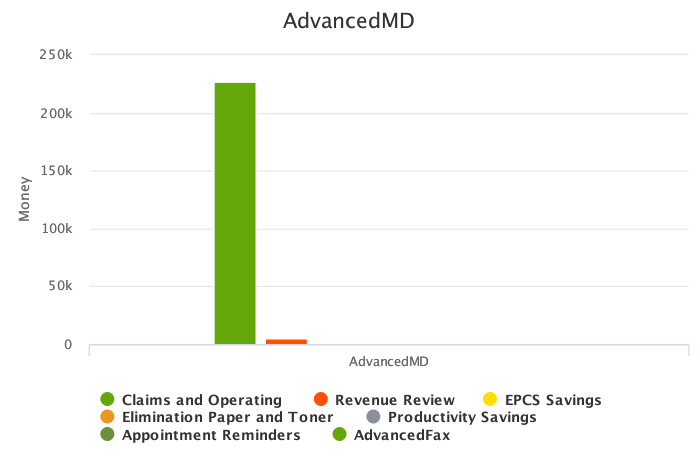 AdvancedMD
250k
200k
150k
100k
50k
0
Money
AdvancedMD
Claims and Operating Revenue Review EPCS Savings
Elimination Paper and Toner Productivity Savings
Appointment Reminders AdvancedFax